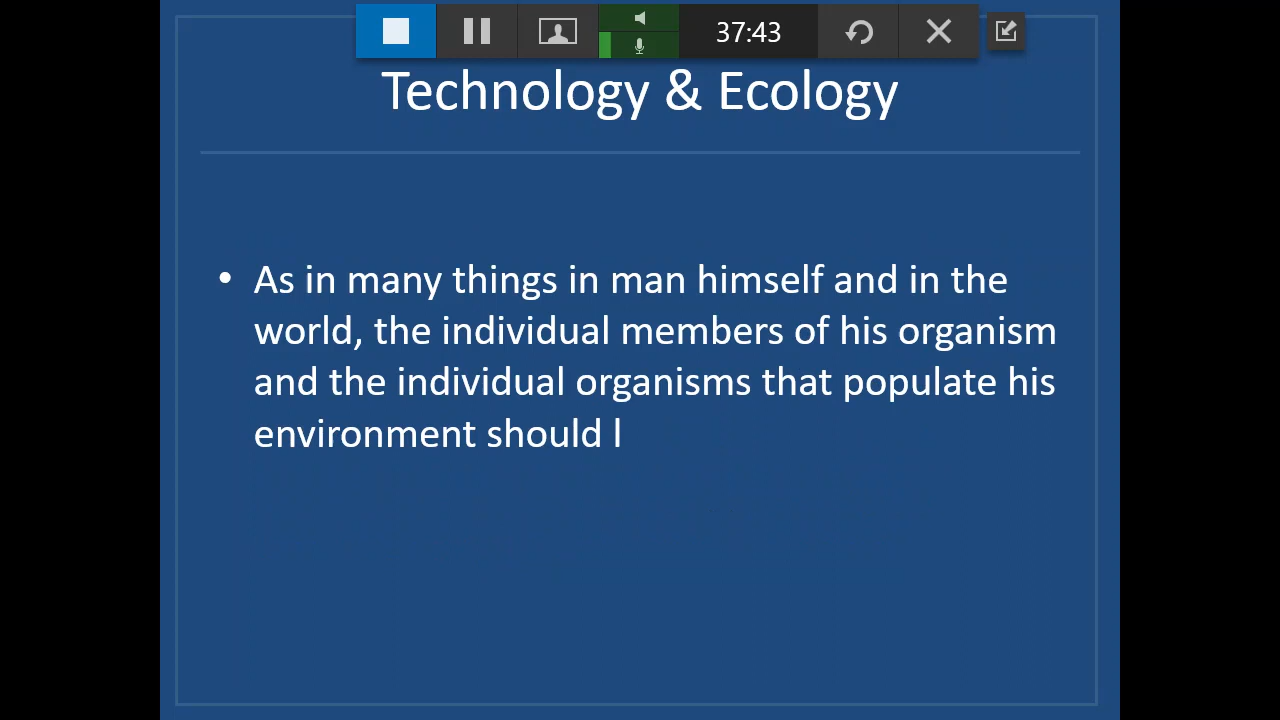 37:43
Technology & Ecology
• As in many things in man himself and in the
world, the individual members of his organism
and the individual organisms that populate his
environment should l